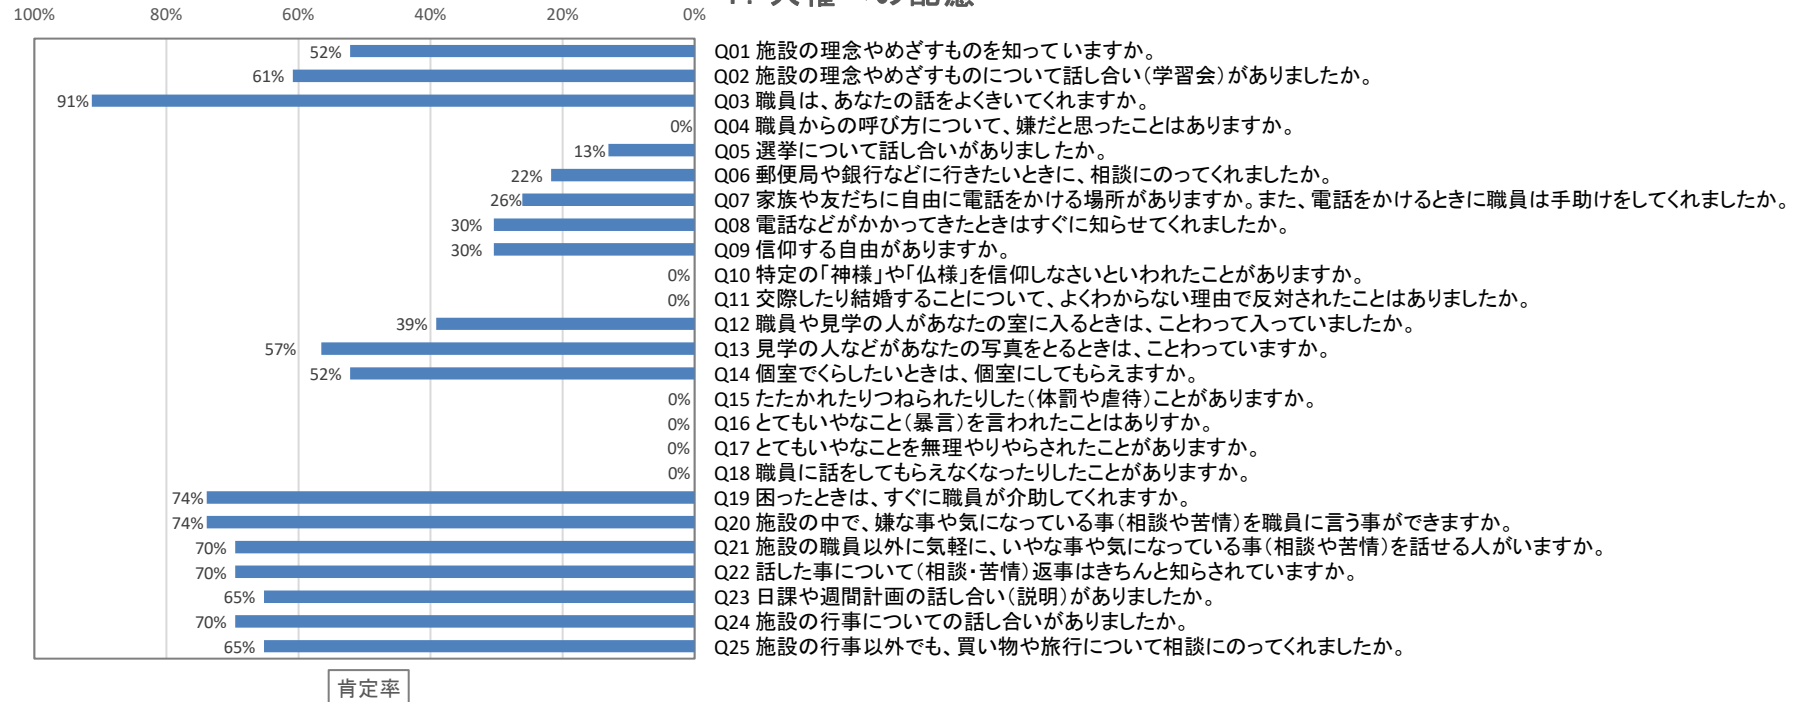 100% 80% 60% 40% 20% 0%
52% Q01 施設の理念やめざすものを知っていますか。
61% Q02 施設の理念やめざすものについて話し合い(学習会)がありましたか。
91% Q03 職員は、あなたの話をよくきいてくれますか。
0% Q04 職員からの呼び方について、嫌だと思ったことはありますか。
13% Q05 選挙について話し合いがありましたか。
22% Q06 郵便局や銀行などに行きたいときに、相談にのってくれましたか。
26% Q07 家族や友だちに自由に電話をかける場所がありますか。また、電話をかけるときに職員は手助けをしてくれましたか。
30% Q08 電話などがかかってきたときはすぐに知らせてくれましたか。
30% Q09 信仰する自由がありますか。
0% Q10 特定の「神様」や「仏様」を信仰しなさいといわれたことがありますか。
0% Q11 交際したり結婚することについて、よくわからない理由で反対されたことはありましたか。
39% Q12 職員や見学の人があなたの室に入るときは、ことわって入っていましたか。
57% Q13 見学の人などがあなたの写真をとるときは、ことわっていますか。
52% Q14 個室でくらしたいときは、個室にしてもらえますか。
0% Q15 たたかれたりつねられたりした(体罰や虐待)ことがありますか。
0% Q16 とてもいやなこと(暴言)を言われたことはありすか。
0% Q17 とてもいやなことを無理やりやらされたことがありますか。
0% Q18 職員に話をしてもらえなくなったりしたことがありますか。
74% Q19 困ったときは、すぐに職員が介助してくれますか。
74% Q20 施設の中で、嫌な事や気になっている事(相談や苦情)を職員に言う事ができますか。
70% Q21 施設の職員以外に気軽に、いやな事や気になっている事(相談や苦情)を話せる人がいますか。
70% Q22 話した事について(相談・苦情)返事はきちんと知らされていますか。
65% Q23 日課や週間計画の話し合い(説明)がありましたか。
70% Q24 施設の行事についての話し合いがありましたか。
65% Q25 施設の行事以外でも、買い物や旅行について相談にのってくれましたか。
肯定率